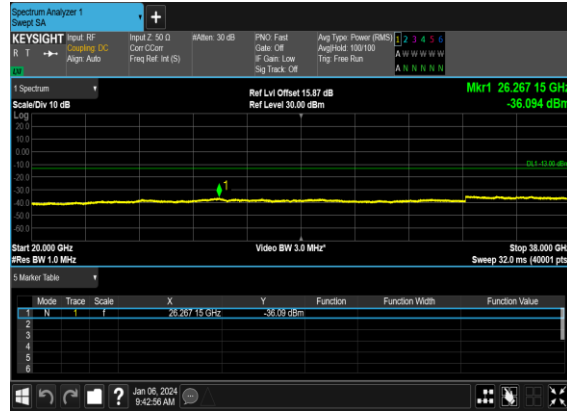 Spectrum Analyzer 1
Swept SA
KEYSIGHT
R T
Input: RF
Coupling: DC
Align: Auto
Input Z: 50 Ω
Corr CCorr
Freq Ref: Int (S)
#Atten: 30 dB
PNO: Fast
Gate: Off
IF Gain: Low
Sig Track: Off
Avg Type: Power (RMS)
Avg|Hold: 100/100
Trig: Free Run
1 2 3 4 5 6
A W W W W W
A N N N N N
1 Spectrum
Scale/Div 10 dB
Ref Lvl Offset 15.87 dB
Ref Level 30.00 dBm
Mkr1 26.267 15 GHz
-36.094 dBm
Log
20.0
10.0
0.00
-10.0
DL1 -13.00 dBm
-20.0
1
-30.0
-40.0
-50.0
-60.0
Start 20.000 GHz
#Res BW 1.0 MHz
Video BW 3.0 MHz*
Stop 38.000 GHz
Sweep 32.0 ms (40001 pts)
5 Marker Table
Mode Trace Scale X Y Function Function Width Function Value
1 N 1 f 26.267 15 GHz -36.09 dBm
2
3
4
5
6
?
Jan 06, 2024
9:42:56 AM